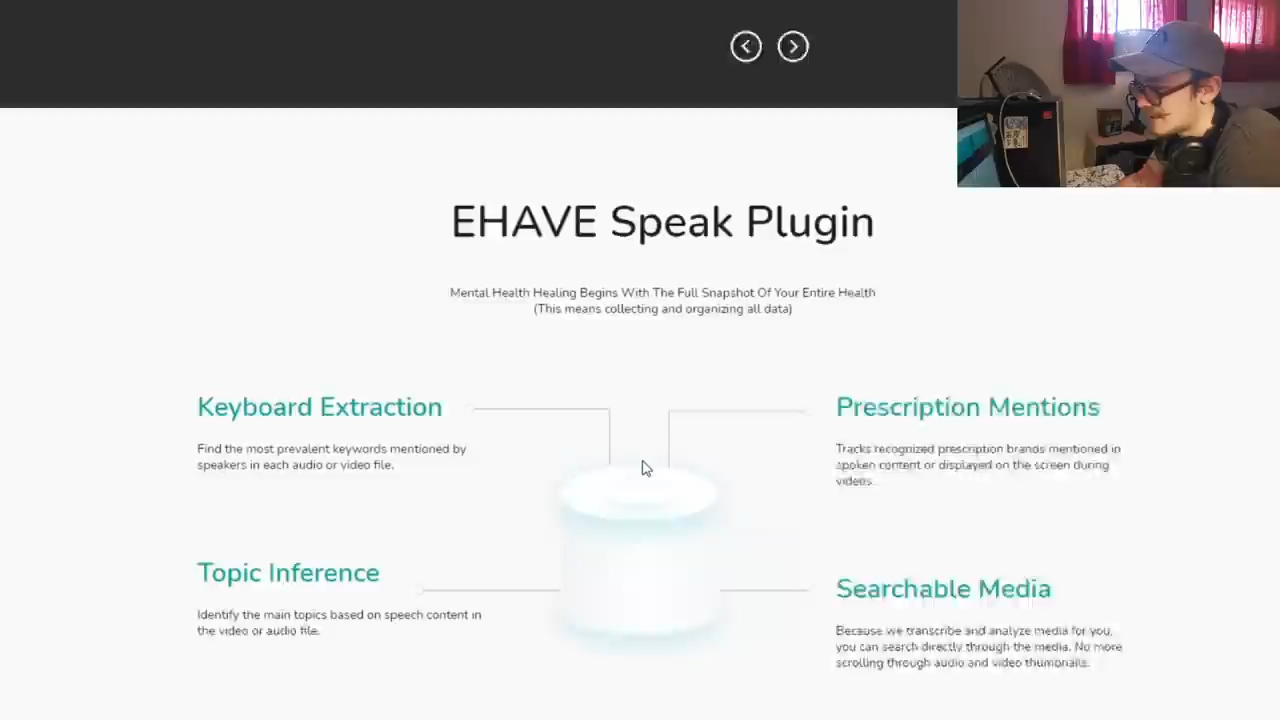 EHAVE Speak Plugin
Mental Health Healing Begins With The Full Snapshot Of Your Entire Health
(This means collecting and organizing all data)
Keyboard Extraction
Find the most prevalent keywords mentioned by
speakers in each audio or video file.
Prescription Mentions
Tracks recognized prescription brands mentioned in
spoken content or displayed on the screen during
videos.
Topic Inference
Identify the main topics based on speech content in
the video or audio file.
Searchable Media
Because we transcribe and analyze media for you,
you can search directly through the media. No more
scrolling through audio and video thumbnails.